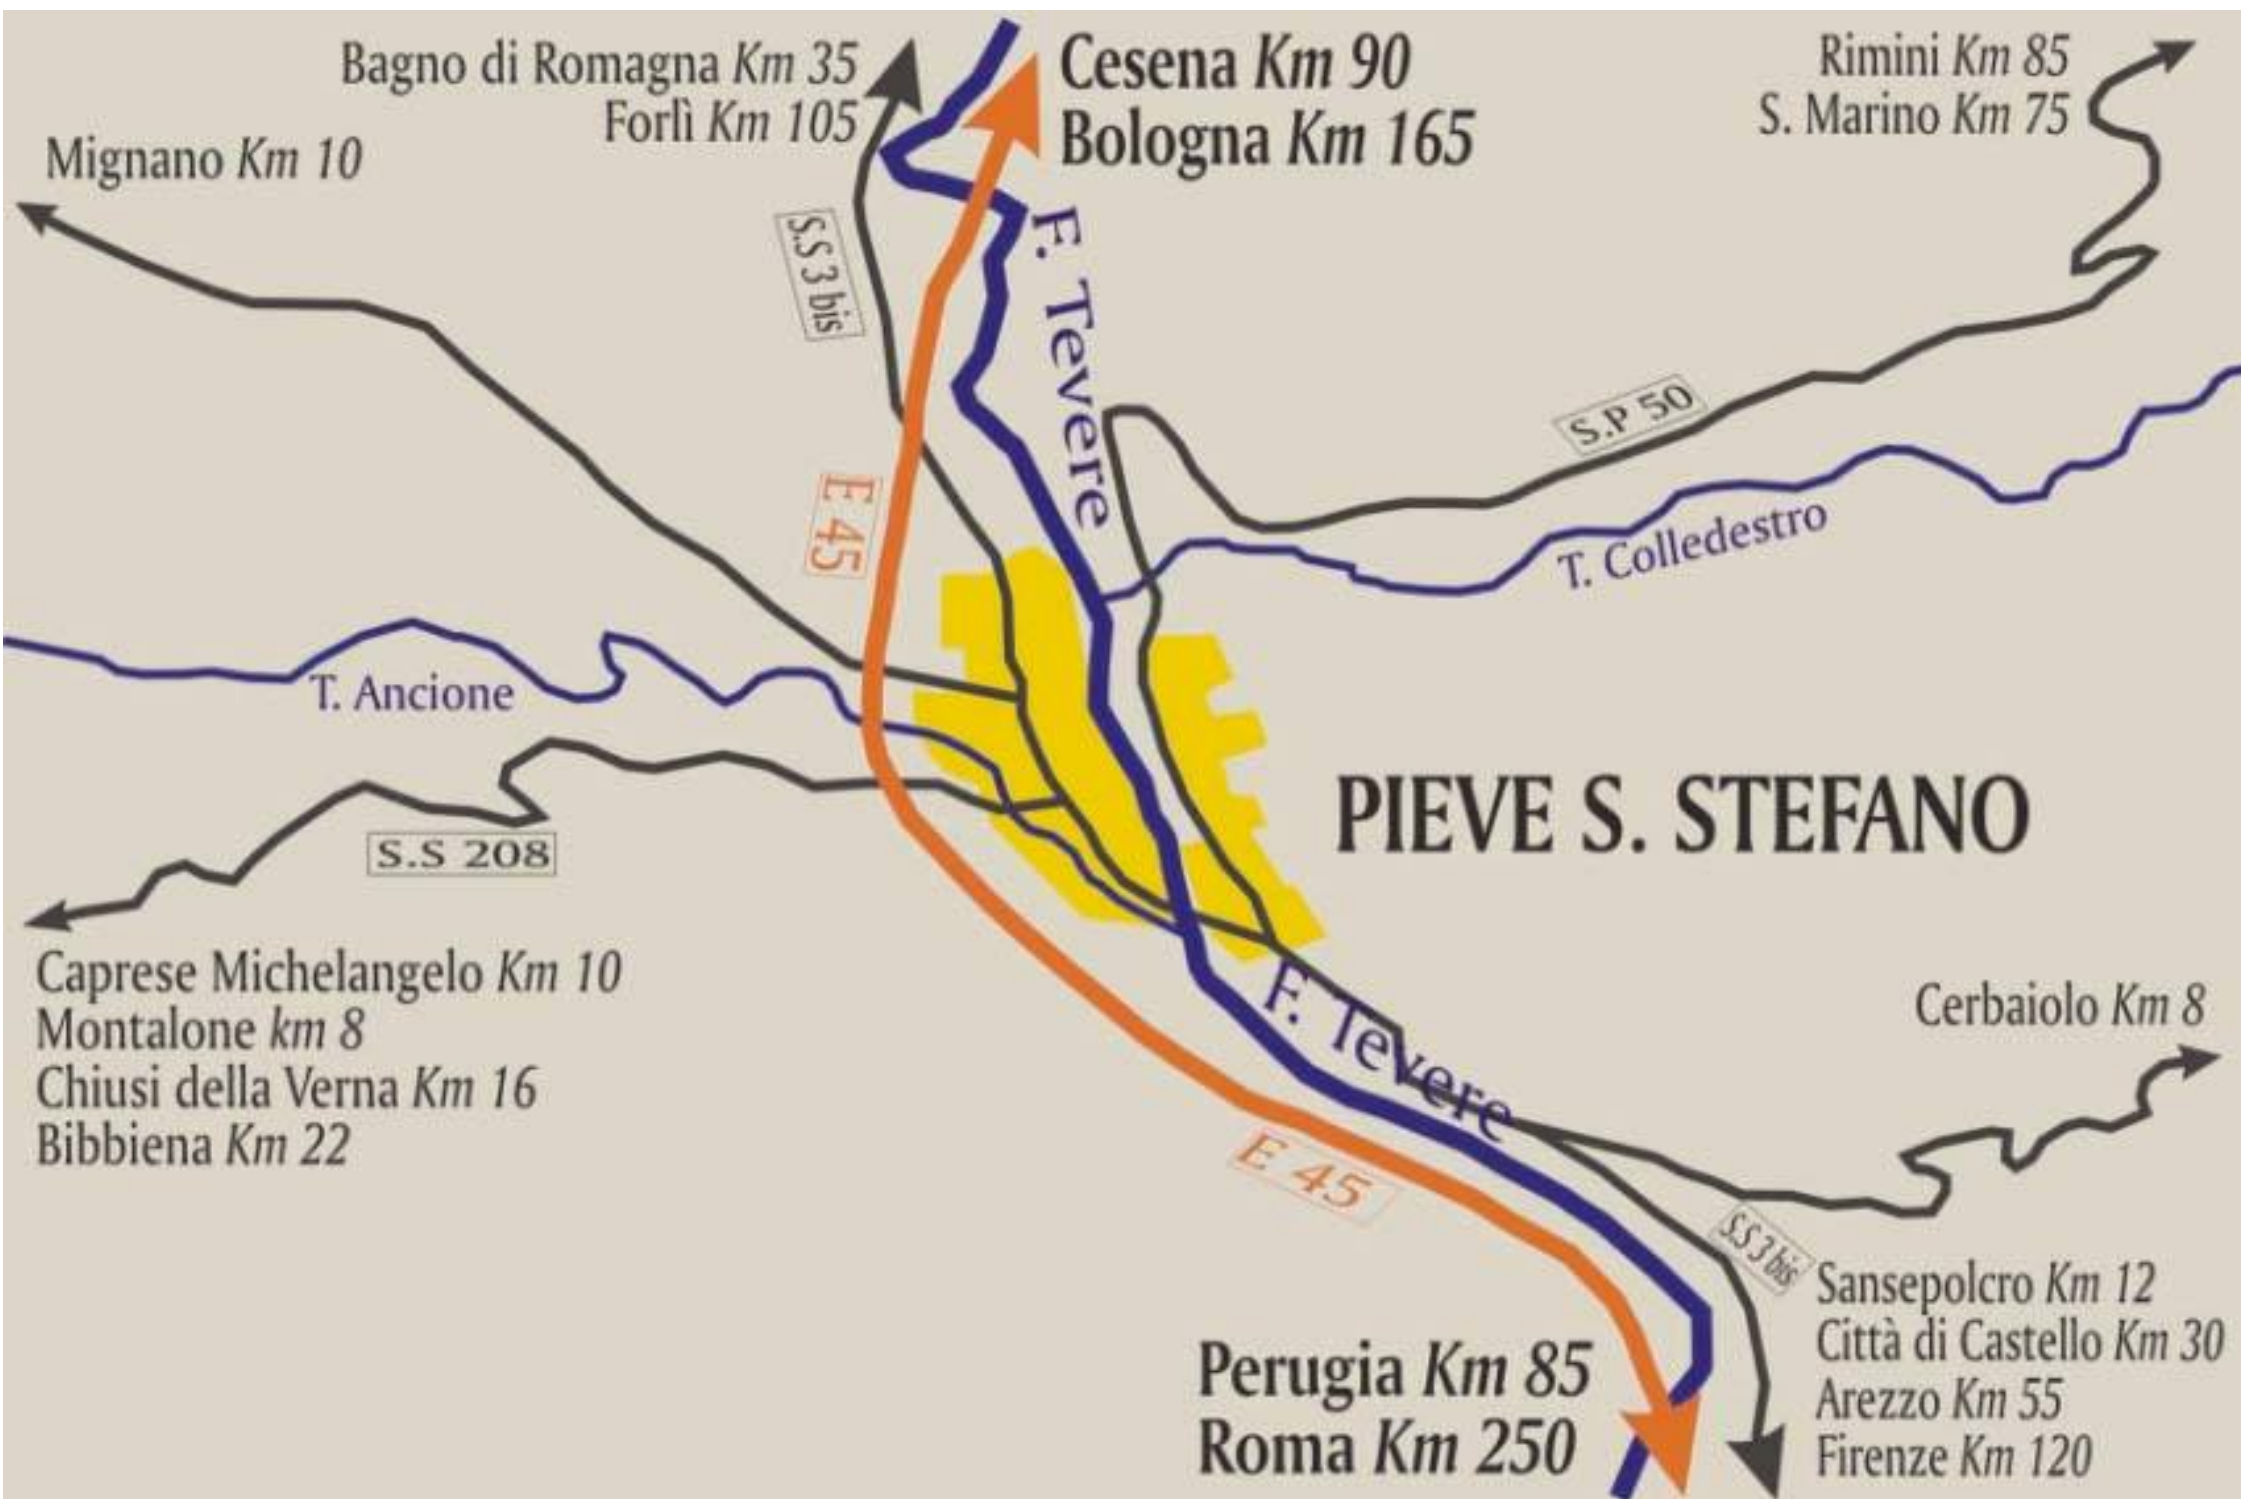 Bagno di Romagna Km 35
Forlì Km 105
Cesena Km 90
Bologna Km 165
Rimini Km 85
S. Marino Km 75
Mignano Km 10
S.S 3 bis
F. Tevere
S.P 50
E 45
T. Colledestro
T. Ancione
PIEVE S. STEFANO
S.S 208
Caprese Michelangelo Km 10
Montalone km 8
Chiusi della Verna Km 16
Bibbiena Km 22
F. Tevere
Cerbaiolo Km 8
E 45
S.S 3 bis
Sansepolcro Km 12
Città di Castello Km 30
Arezzo Km 55
Firenze Km 120
Perugia Km 85
Roma Km 250